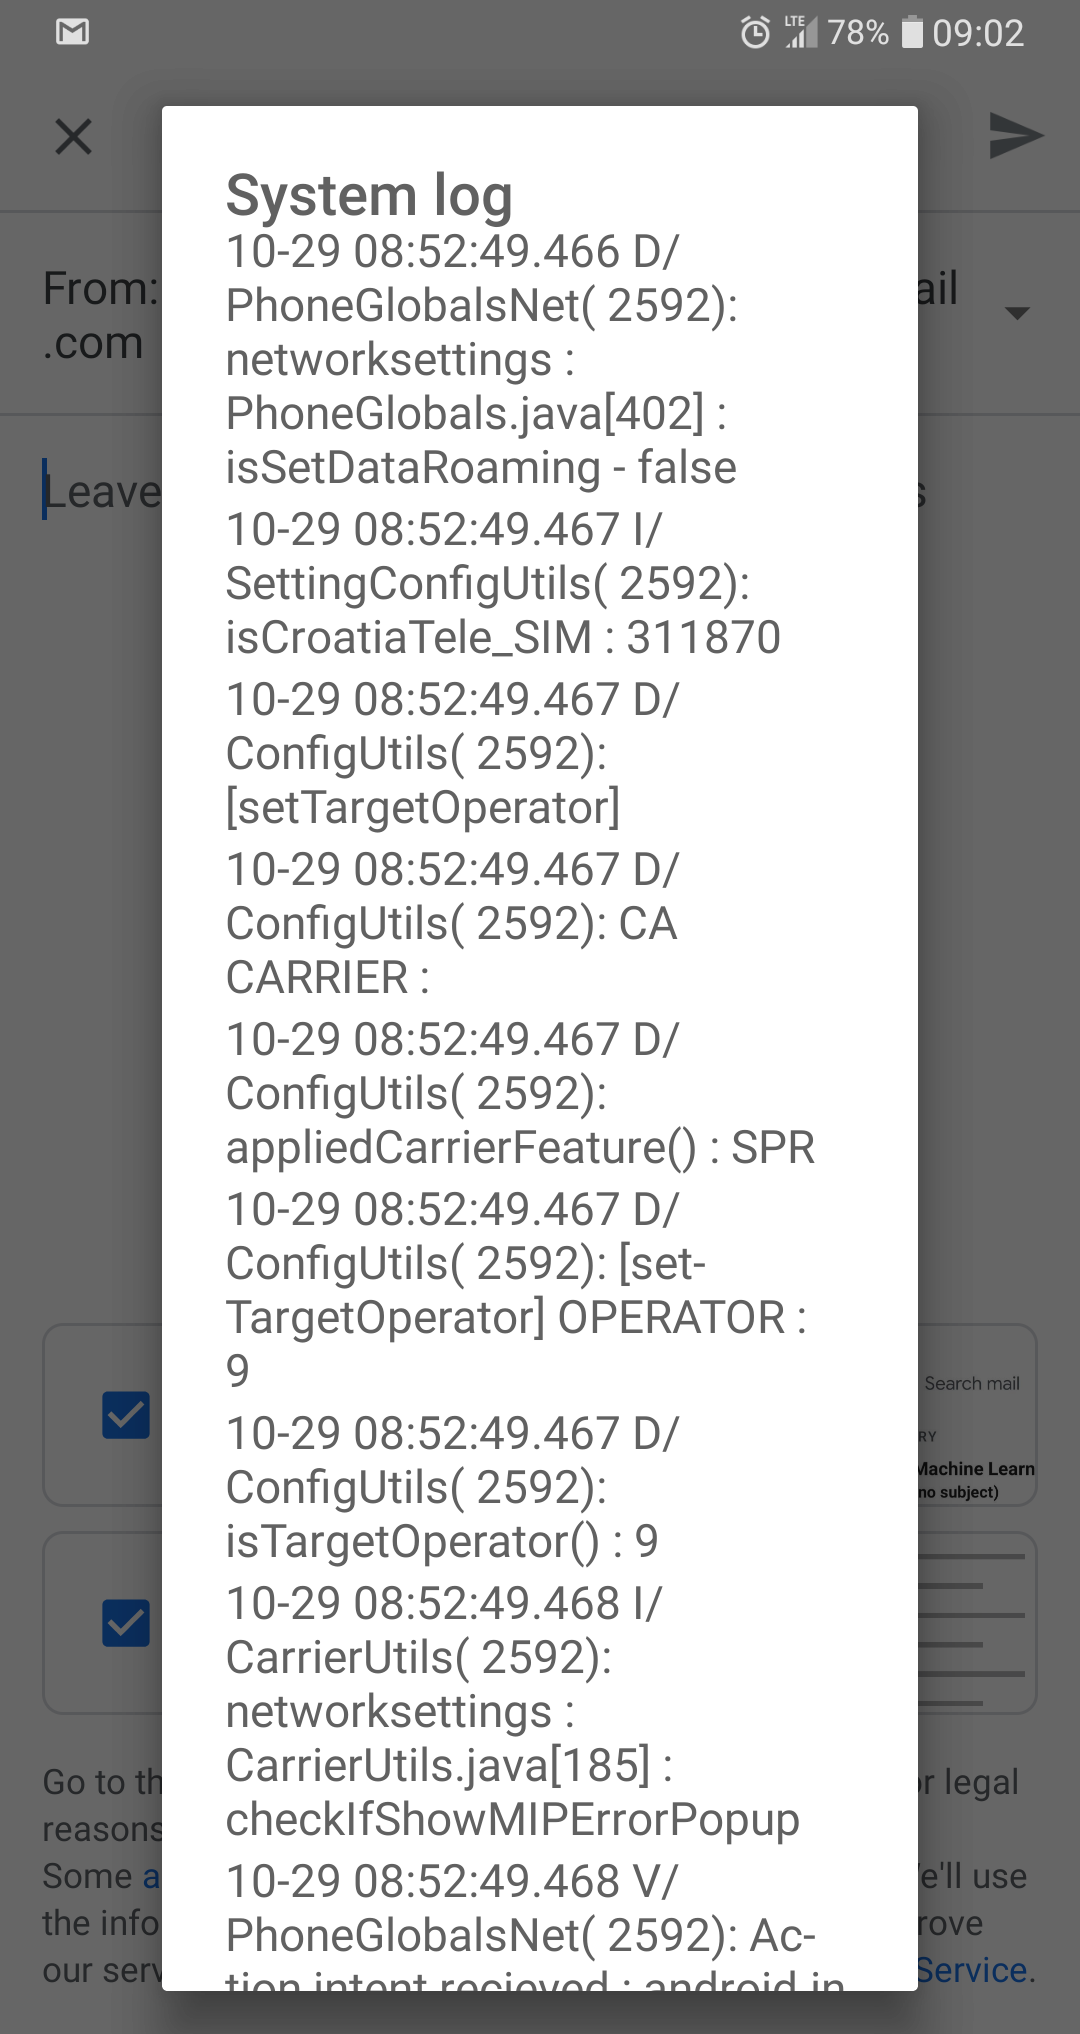 LTE 78% 09:02
System log
10-29 08:52:49.466 D/
PhoneGlobalsNet( 2592):
networksettings :
PhoneGlobals.java[402] :
isSetDataRoaming - false
10-29 08:52:49.467 I/
SettingConfigUtils( 2592):
isCroatiaTele_SIM : 311870
10-29 08:52:49.467 D/
ConfigUtils( 2592):
[setTargetOperator]
10-29 08:52:49.467 D/
ConfigUtils( 2592): CA
CARRIER :
10-29 08:52:49.467 D/
ConfigUtils( 2592):
appliedCarrierFeature() : SPR
10-29 08:52:49.467 D/
ConfigUtils( 2592): [set-
TargetOperator] OPERATOR :
9
10-29 08:52:49.467 D/
ConfigUtils( 2592):
isTargetOperator() : 9
10-29 08:52:49.468 I/
CarrierUtils( 2592):
networksettings :
CarrierUtils.java[185] :
checkIfShowMIPErrorPopup
10-29 08:52:49.468 V/
PhoneGlobalsNet( 2592): Ac-
tion intent recieved : android.in
From: ail
.com
Leave s
Search mail
RY
Machine Learn
no subject)
Go to th or legal
reasons
Some a e'll use
the info rove
our serv Service.